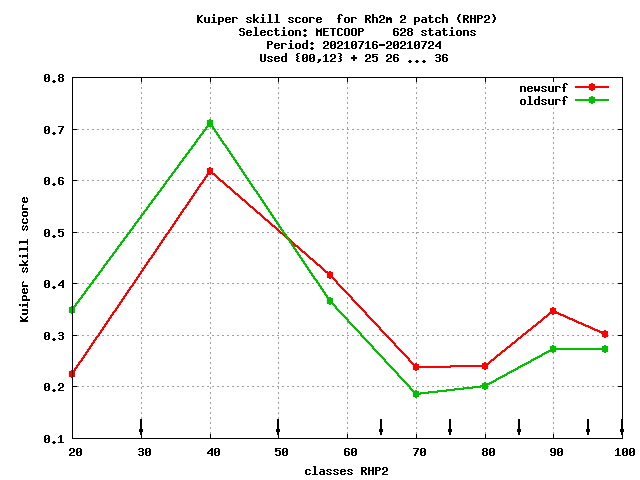 Kuiper skill score  for Rh2m 2 patch (RHP2)
Selection: METCOOP    628 stations
Period: 20210716-20210724
Used {00,12} + 25 26 ... 36
newsurf
oldsurf
0.8
0.7
0.6
0.5
0.4
0.3
0.2
0.1
Kuiper skill score
20 30 40 50 60 70 80 90 100
classes RHP2